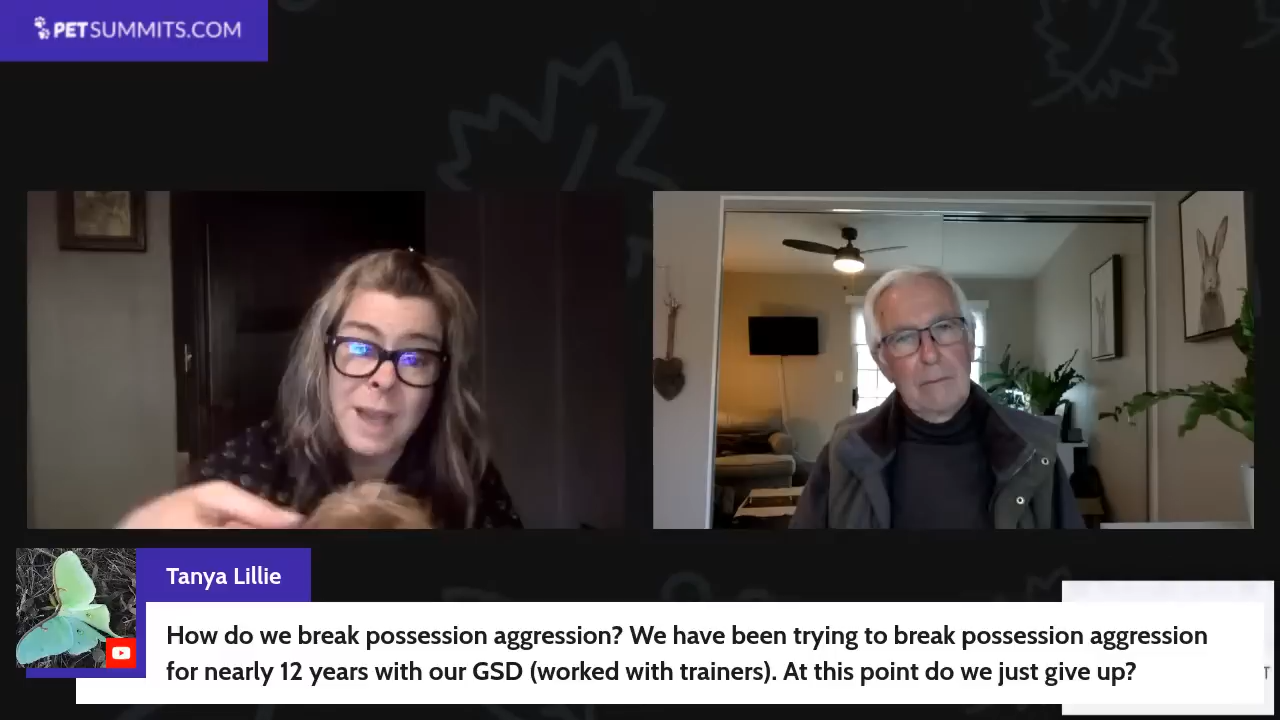 PETSUMMITS.COM
Tanya Lillie
How do we break possession aggression? We have been trying to break possession aggression
for nearly 12 years with our GSD (worked with trainers). At this point do we just give up?